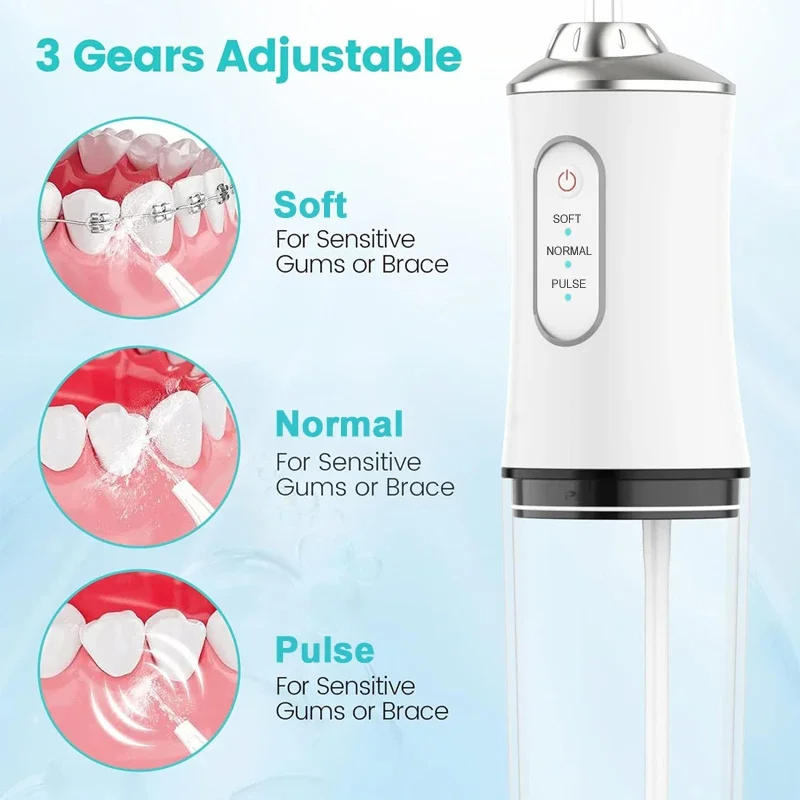 3 Gears Adjustable
Soft
For Sensitive
Gums or Brace
Normal
For Sensitive
Gums or Brace
Pulse
For Sensitive
Gums or Brace
SOFT
NORMAL
PULSE